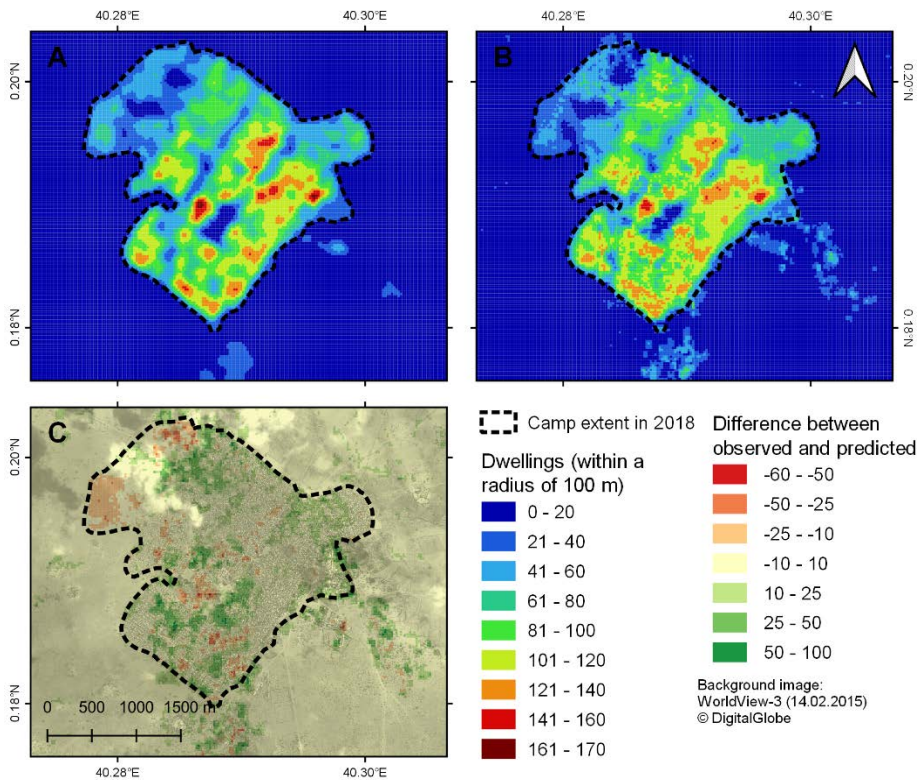 40.28°E
40.30°E
A
B
0.20°N
0.20°N
0.18°N
0.18°N
40.28°E
40.30°E
C
0.20°N
0.18°N
0 500 1000 1500 m
40.28°E
40.30°E
Camp extent in 2018
Dwellings (within a
radius of 100 m)
0 - 20
21 - 40
41 - 60
61 - 80
81 - 100
101 - 120
121 - 140
141 - 160
161 - 170
Difference between
observed and predicted
-60 - -50
-50 - -25
-25 - -10
-10 - 10
10 - 25
25 - 50
50 - 100
Background image:
WorldView-3 (14.02.2015)
© DigitalGlobe